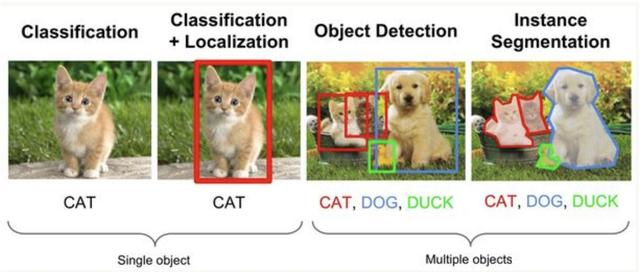 Classification
Classification
+ Localization
Object Detection
Instance
Segmentation
CAT
CAT
CAT, DOG, DUCK
CAT, DOG, DUCK
Single object
Multiple objects